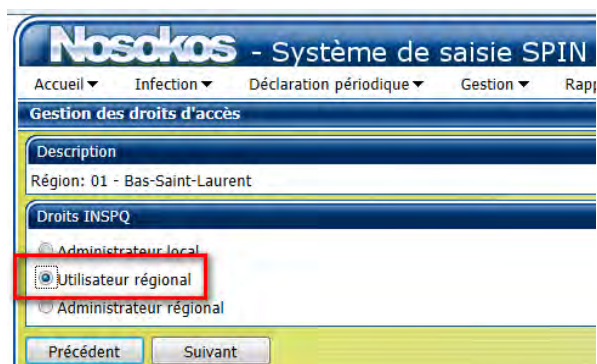 Nosokos - Système de saisie SPIN
Accueil Infection Déclaration périodique Gestion Rapp
Gestion des droits d'accès
Description
Région: 01 - Bas-Saint-Laurent
Droits INSPQ
Administrateur local
Utilisateur régional
Administrateur régional
Précédent Suivant